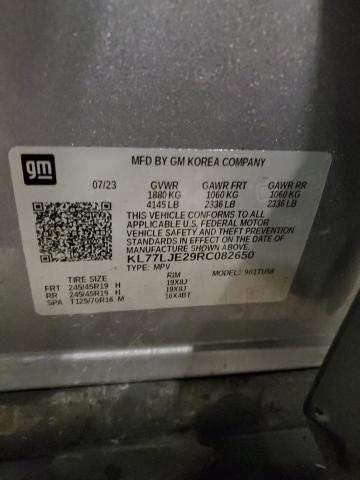 gm
MFD BY GM KOREA COMPANY
07/23 GVWR GAWR FRT GAWR RR
1880 KG 1060 KG 1060 KG
4145 LB 2336 LB 2336 LB
THIS VEHICLE CONFORMS TO ALL
APPLICABLE U.S. FEDERAL MOTOR
VEHICLE SAFETY AND THEFT PREVENTION
STANDARDS IN EFFECT ON THE DATE OF
MANUFACTURE SHOWN ABOVE.
KL77LJE29RC082650
TYPE: MPV MODEL:
TIRE SIZE RIM
FRT 245/45R19 H 19X8J
RR 245/45R19 H 19X8J
SPA T125/70R16 M 16X4BT